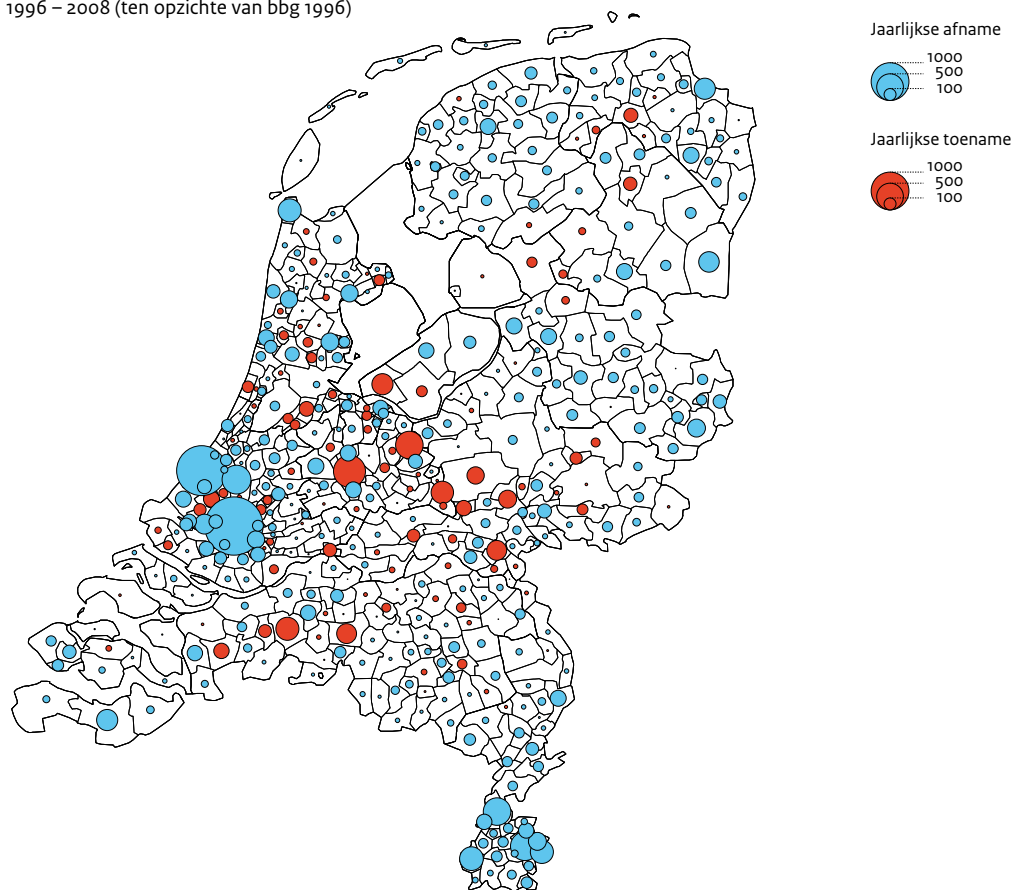 1996 – 2008 (ten opzichte van bbg 1996)
Jaarlijkse afname
1000
500
100
Jaarlijkse toename
1000
500
100